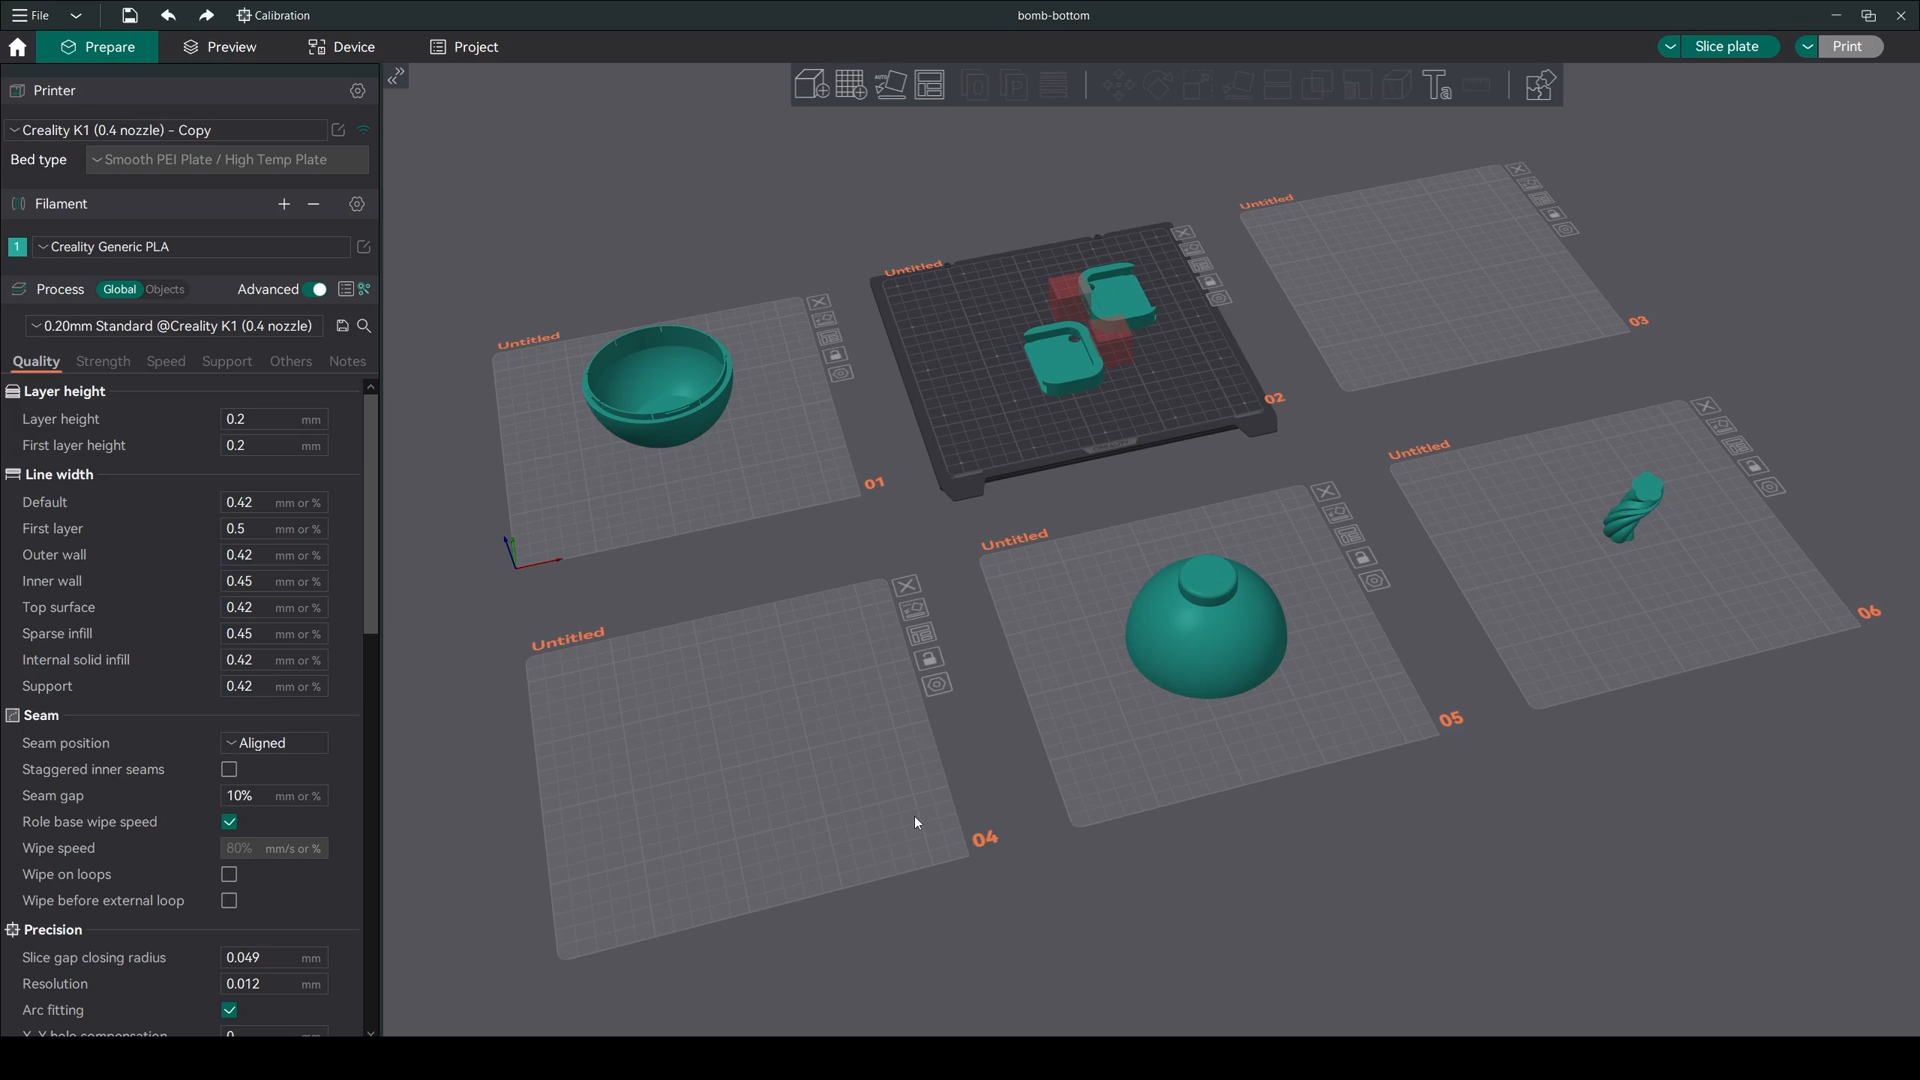 File
Calibration
bomb-bottom
Prepare
Preview
Device
Project
Slice plate
Print
Printer
Creality K1 (0.4 nozzle) - Copy
Bed type
Smooth PEI Plate / High Temp Plate
Filament
1
Creality Generic PLA
Process
Global
Objects
Advanced
0.20mm Standard @Creality K1 (0.4 nozzle)
Quality
Strength
Speed
Support
Others
Notes
Layer height
Layer height 0.2 mm
First layer height 0.2 mm
Line width
Default 0.42 mm or %
First layer 0.5 mm or %
Outer wall 0.42 mm or %
Inner wall 0.45 mm or %
Top surface 0.42 mm or %
Sparse infill 0.45 mm or %
Internal solid infill 0.42 mm or %
Support 0.42 mm or %
Seam
Seam position Aligned
Staggered inner seams
Seam gap 10% mm or %
Role base wipe speed
Wipe speed 80% mm/s or %
Wipe on loops
Wipe before external loop
Precision
Slice gap closing radius 0.049 mm
Resolution 0.012 mm
Arc fitting
X-Y hole compensation 0
AUTO
Untitled
01
Untitled
02
Untitled
03
Untitled
04
Untitled
05
Untitled
06